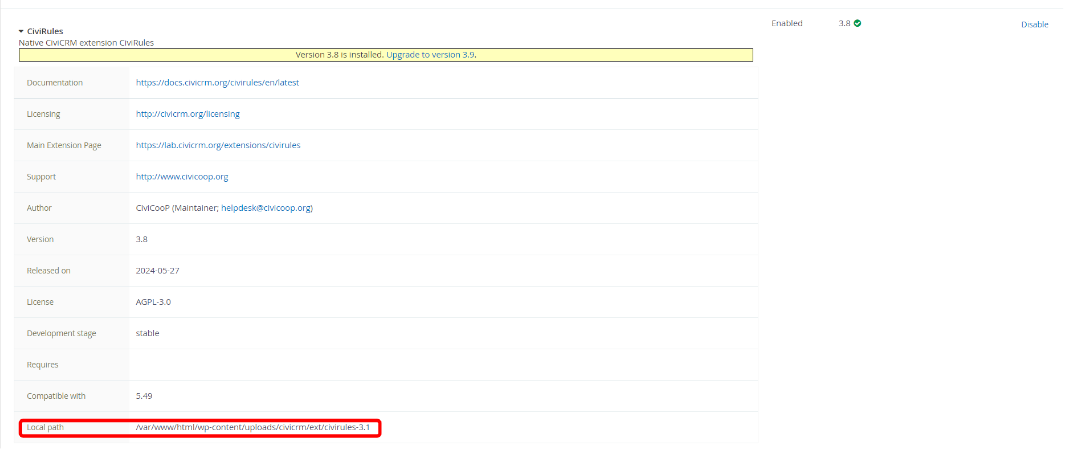 CiviRules
Enabled 3.8 Disable
Native CiviCRM extension CiviRules
Version 3.8 is installed. Upgrade to version 3.9.
Documentation https://docs.civicrm.org/civirules/en/latest
Licensing http://civicrm.org/licensing
Main Extension Page https://lab.civicrm.org/extensions/civirules
Support http://www.civicoop.org
Author CiviCooP (Maintainer; helpdesk@civicoop.org)
Version 3.8
Released on 2024-05-27
License AGPL-3.0
Development stage stable
Requires
Compatible with 5.49
Local path /var/www/html/wp-content/uploads/civicrm/ext/civirules-3.1